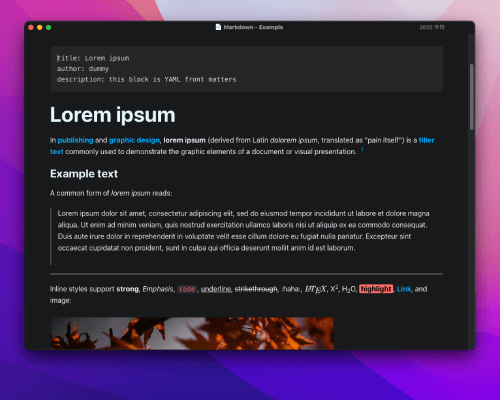 Markdown - Example
2055 字符
title: Lorem ipsum
author: dummy
description: this block is YAML front matters
Lorem ipsum
In publishing and graphic design, lorem ipsum (derived from Latin dolorem ipsum, translated as "pain itself") is a filler
text commonly used to demonstrate the graphic elements of a document or visual presentation. 1
Example text
A common form of lorem ipsum reads:
Lorem ipsum dolor sit amet, consectetur adipiscing elit, sed do eiusmod tempor incididunt ut labore et dolore magna
aliqua. Ut enim ad minim veniam, quis nostrud exercitation ullamco laboris nisi ut aliquip ex ea commodo consequat.
Duis aute irure dolor in reprehenderit in voluptate velit esse cillum dolore eu fugiat nulla pariatur. Excepteur sint
occaecat cupidatat non proident, sunt in culpa qui officia deserunt mollit anim id est laborum.
Inline styles support strong, Emphasis, code, underline, strikethrough, :haha:, LATEX, X², H₂O, highlight, Link, and
image: